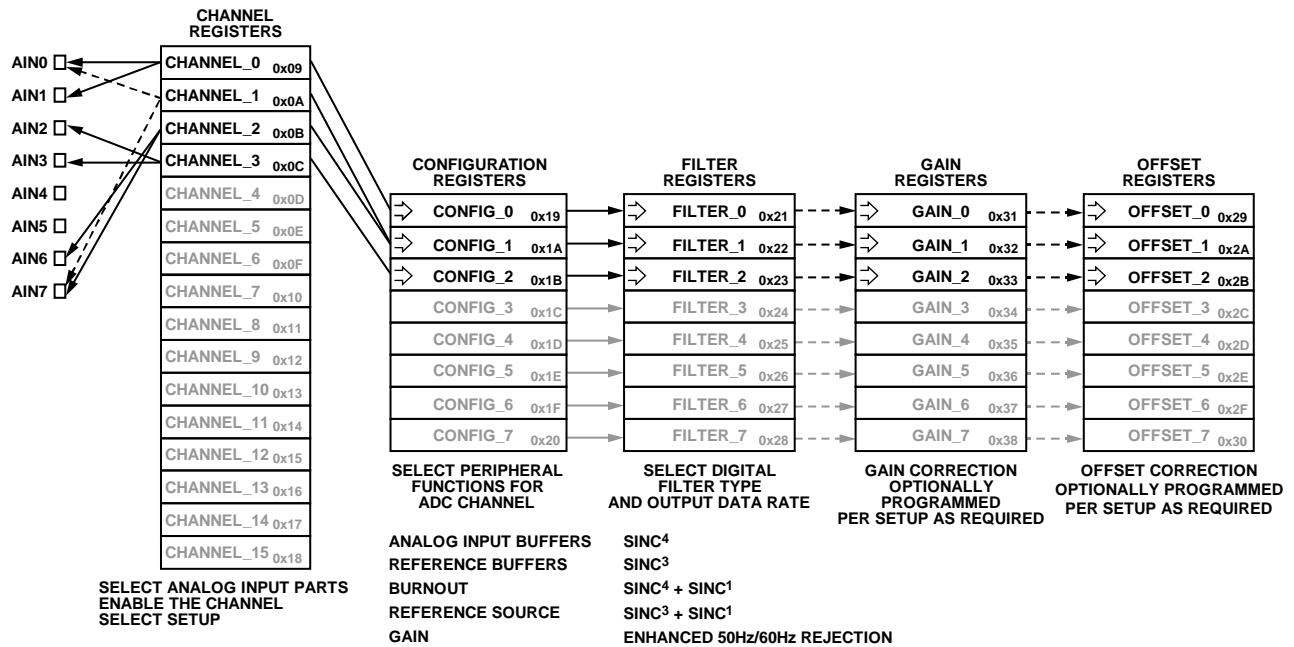 CHANNEL
REGISTERS
AIN0
AIN1
AIN2
AIN3
AIN4
AIN5
AIN6
AIN7
CHANNEL_0 0x09
CHANNEL_1 0x0A
CHANNEL_2 0x0B
CHANNEL_3 0x0C
CHANNEL_4 0x0D
CHANNEL_5 0x0E
CHANNEL_6 0x0F
CHANNEL_7 0x10
CHANNEL_8 0x11
CHANNEL_9 0x12
CHANNEL_10 0x13
CHANNEL_11 0x14
CHANNEL_12 0x15
CHANNEL_13 0x16
CHANNEL_14 0x17
CHANNEL_15 0x18
SELECT ANALOG INPUT PARTS
ENABLE THE CHANNEL
SELECT SETUP
CONFIGURATION
REGISTERS
CONFIG_0 0x19
CONFIG_1 0x1A
CONFIG_2 0x1B
CONFIG_3 0x1C
CONFIG_4 0x1D
CONFIG_5 0x1E
CONFIG_6 0x1F
CONFIG_7 0x20
SELECT PERIPHERAL
FUNCTIONS FOR
ADC CHANNEL
ANALOG INPUT BUFFERS
REFERENCE BUFFERS
BURNOUT
REFERENCE SOURCE
GAIN
FILTER
REGISTERS
FILTER_0 0x21
FILTER_1 0x22
FILTER_2 0x23
FILTER_3 0x24
FILTER_4 0x25
FILTER_5 0x26
FILTER_6 0x27
FILTER_7 0x28
SELECT DIGITAL
FILTER TYPE
AND OUTPUT DATA RATE
SINC⁴
SINC³
SINC⁴ + SINC¹
SINC³ + SINC¹
ENHANCED 50Hz/60Hz REJECTION
GAIN
REGISTERS
GAIN_0 0x31
GAIN_1 0x32
GAIN_2 0x33
GAIN_3 0x34
GAIN_4 0x35
GAIN_5 0x36
GAIN_6 0x37
GAIN_7 0x38
GAIN CORRECTION
OPTIONALLY
PROGRAMMED
PER SETUP AS REQUIRED
OFFSET
REGISTERS
OFFSET_0 0x29
OFFSET_1 0x2A
OFFSET_2 0x2B
OFFSET_3 0x2C
OFFSET_4 0x2D
OFFSET_5 0x2E
OFFSET_6 0x2F
OFFSET_7 0x30
OFFSET CORRECTION
OPTIONALLY PROGRAMMED
PER SETUP AS REQUIRED